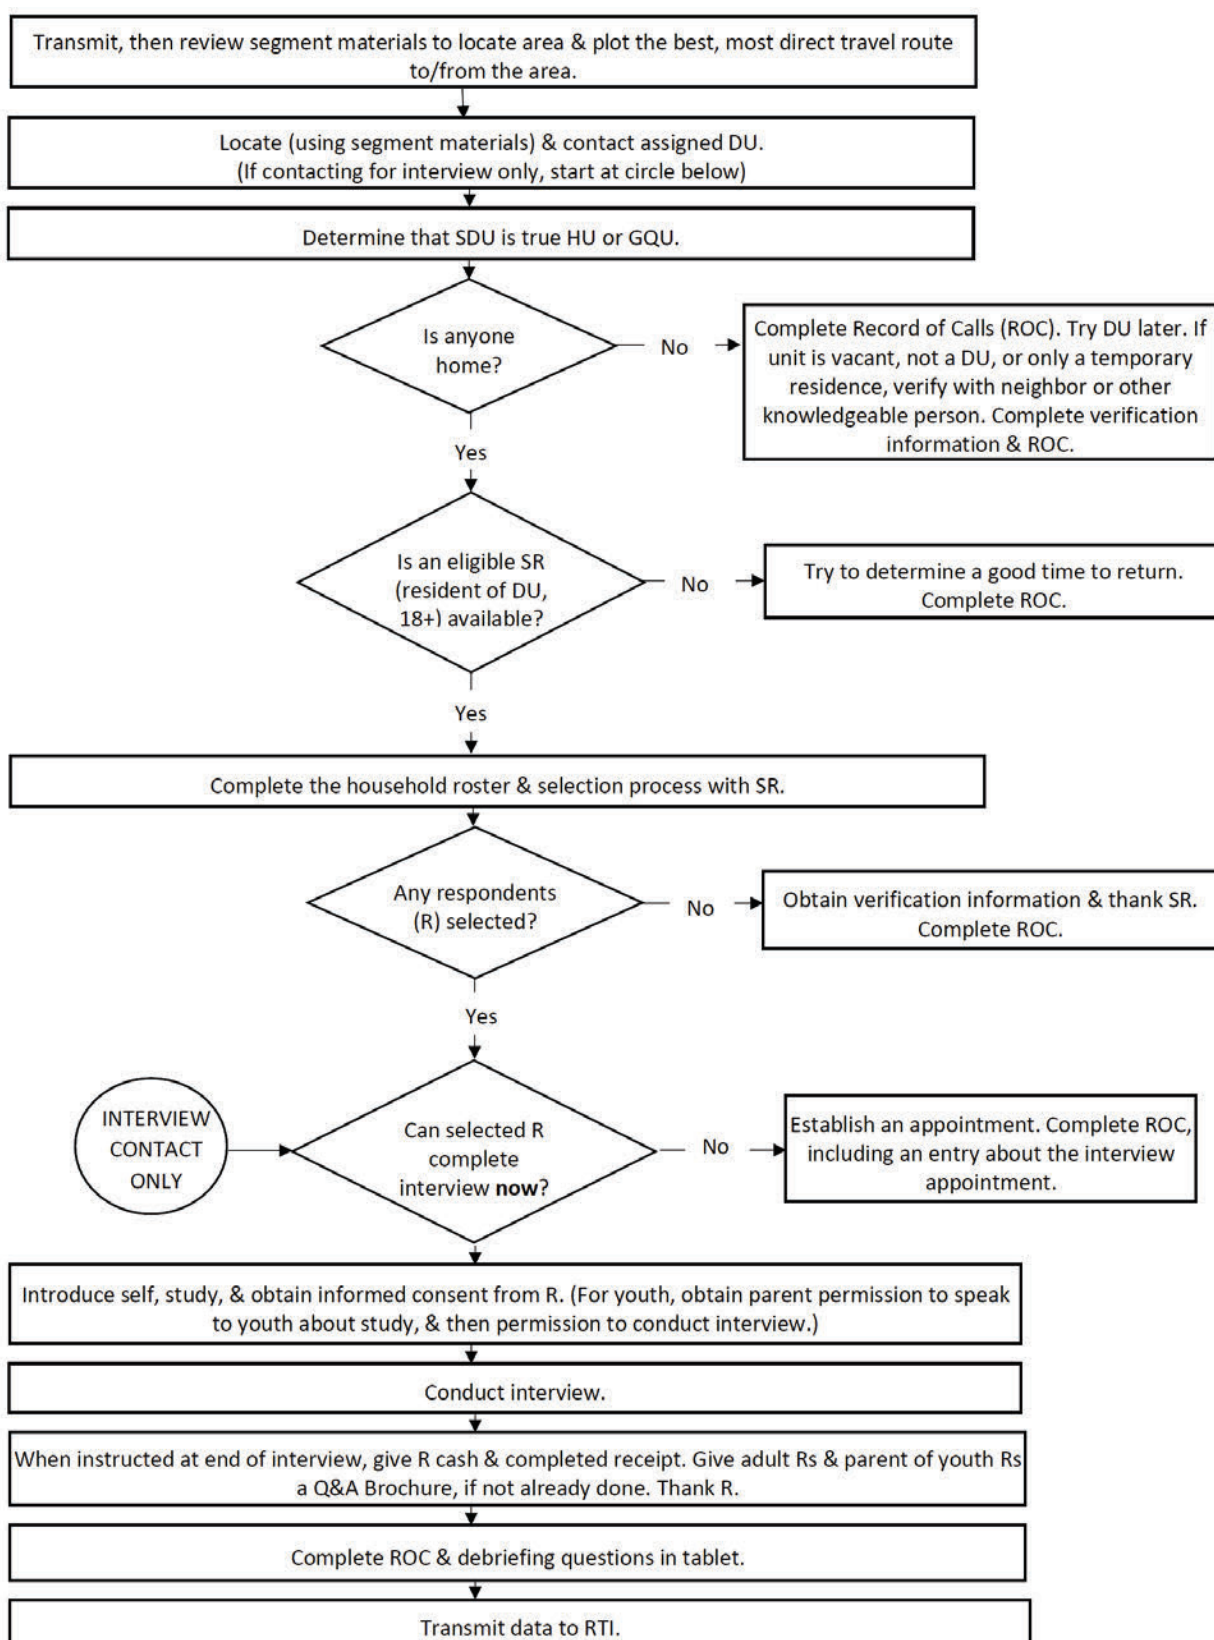 Transmit, then review segment materials to locate area & plot the best, most direct travel route
to/from the area.
Locate (using segment materials) & contact assigned DU.
(If contacting for interview only, start at circle below)
Determine that SDU is true HU or GQU.
Is anyone
home?
No
Complete Record of Calls (ROC). Try DU later. If
unit is vacant, not a DU, or only a temporary
residence, verify with neighbor or other
knowledgeable person. Complete verification
information & ROC.
Yes
Is an eligible SR
(resident of DU,
18+) available?
No
Try to determine a good time to return.
Complete ROC.
Yes
Complete the household roster & selection process with SR.
Any respondents
(R) selected?
No
Obtain verification information & thank SR.
Complete ROC.
Yes
INTERVIEW
CONTACT
ONLY
Can selected R
complete
interview now?
No
Establish an appointment. Complete ROC,
including an entry about the interview
appointment.
Introduce self, study, & obtain informed consent from R. (For youth, obtain parent permission to speak
to youth about study, & then permission to conduct interview.)
Conduct interview.
When instructed at end of interview, give R cash & completed receipt. Give adult Rs & parent of youth Rs
a Q&A Brochure, if not already done. Thank R.
Complete ROC & debriefing questions in tablet.
Transmit data to RTI.